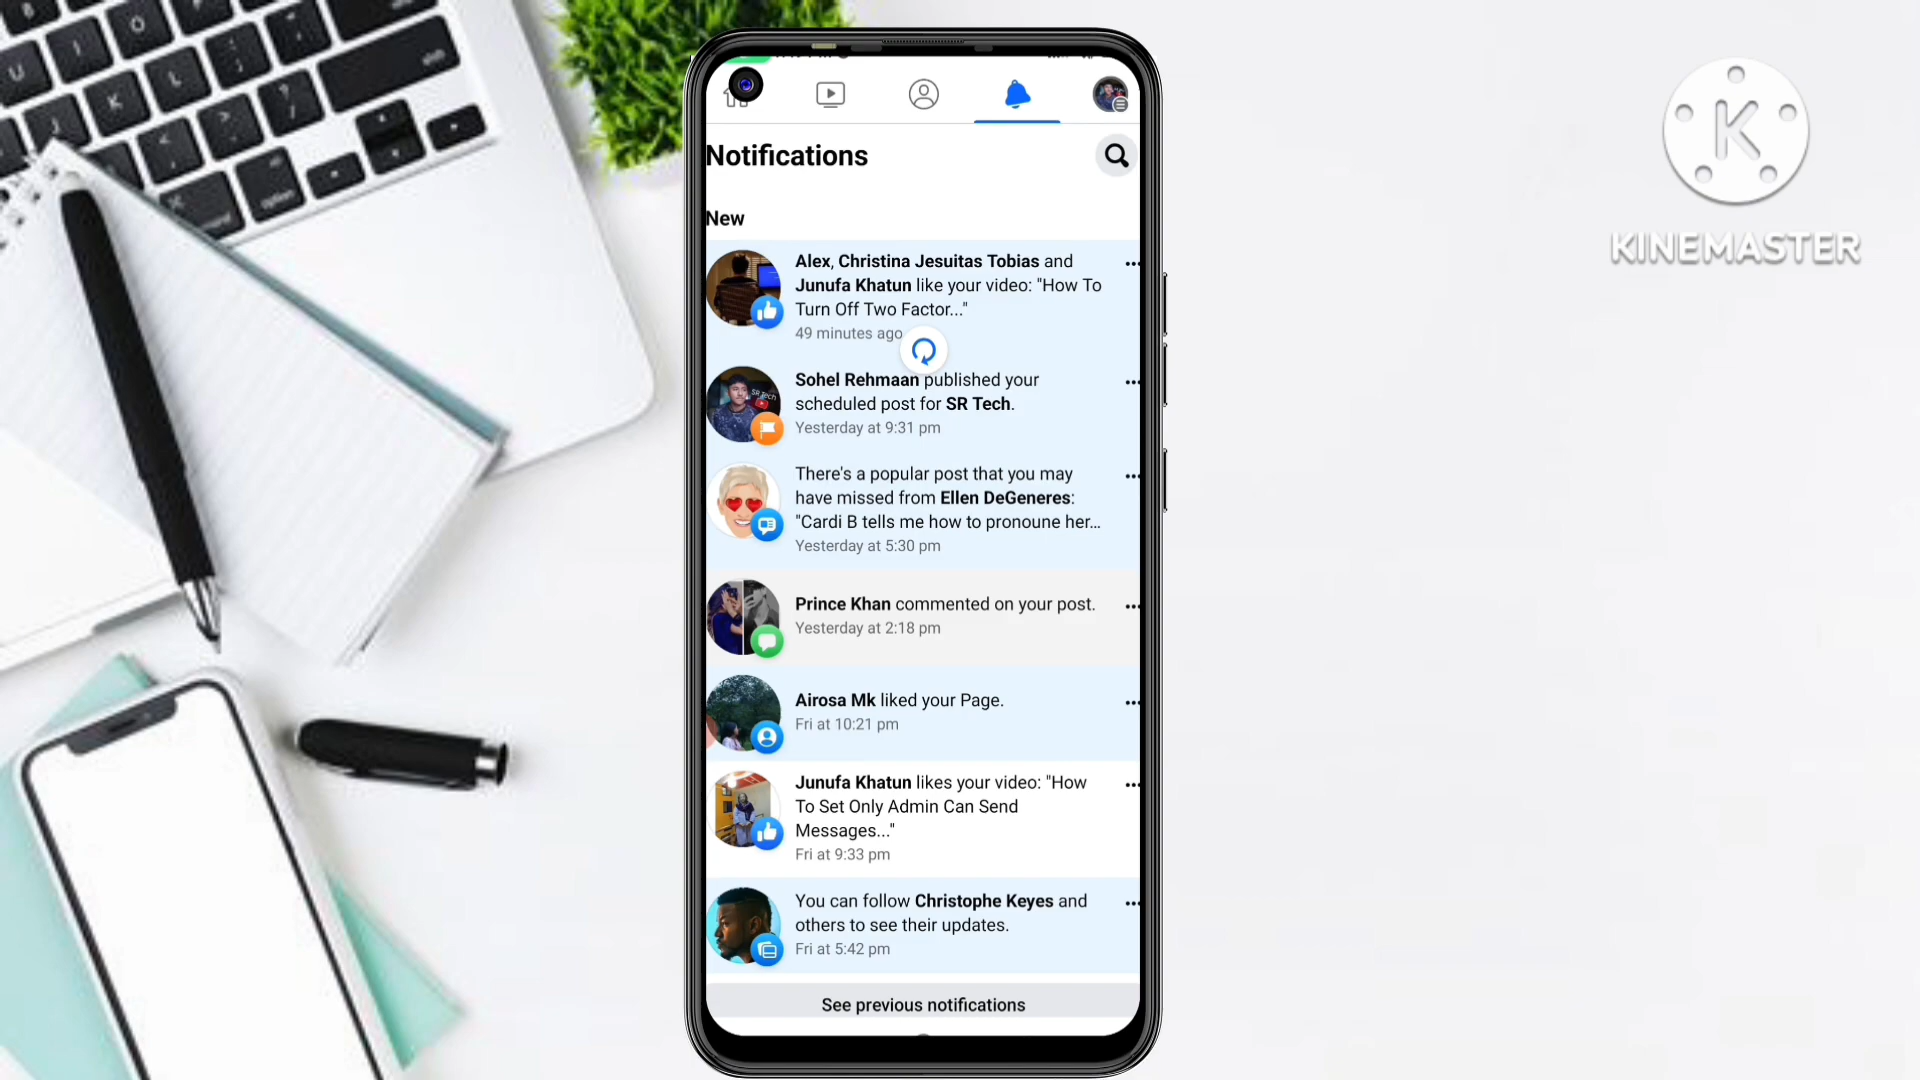 Notifications
New
Alex, Christina Jesuitas Tobias and
Junufa Khatun like your video: "How To
Turn Off Two Factor..."
49 minutes ago
Sohel Rehmaan published your
scheduled post for SR Tech.
Yesterday at 9:31 pm
There's a popular post that you may
have missed from Ellen DeGeneres:
"Cardi B tells me how to pronoune her...
Yesterday at 5:30 pm
Prince Khan commented on your post.
Yesterday at 2:18 pm
Airosa Mk liked your Page.
Fri at 10:21 pm
Junufa Khatun likes your video: "How
To Set Only Admin Can Send
Messages..."
Fri at 9:33 pm
You can follow Christophe Keyes and
others to see their updates.
Fri at 5:42 pm
See previous notifications
K
KINEMASTER
option